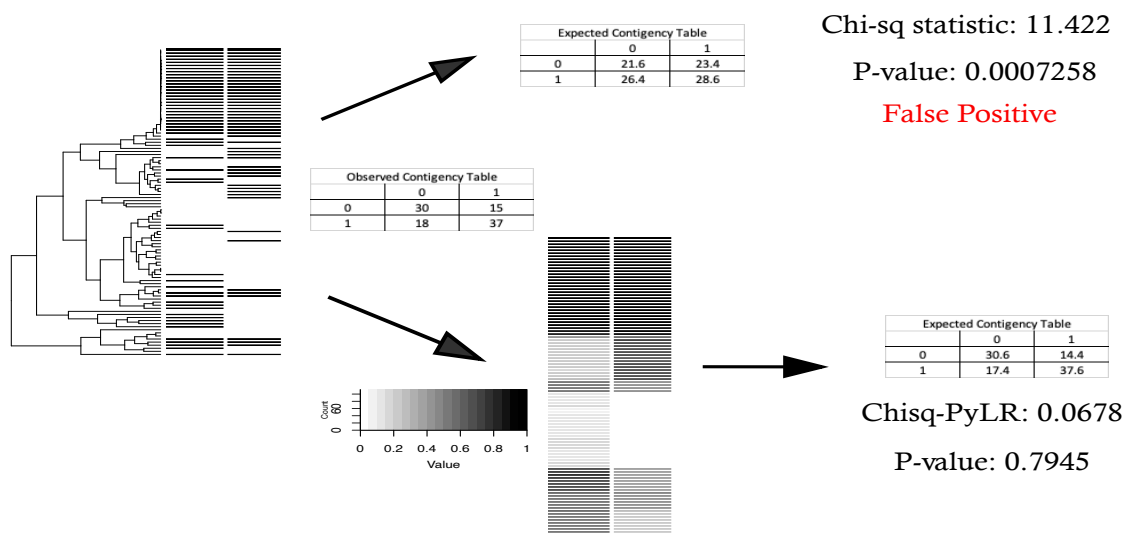 Expected Contigency Table
0 1
0 21.6 23.4
1 26.4 28.6
Chi-sq statistic: 11.422
P-value: 0.0007258
False Positive
Observed Contigency Table
0 1
0 30 15
1 18 37
Count
0 60
0 0.2 0.4 0.6 0.8 1
Value
Expected Contigency Table
0 1
0 30.6 14.4
1 17.4 37.6
Chisq-PyLR: 0.0678
P-value: 0.7945